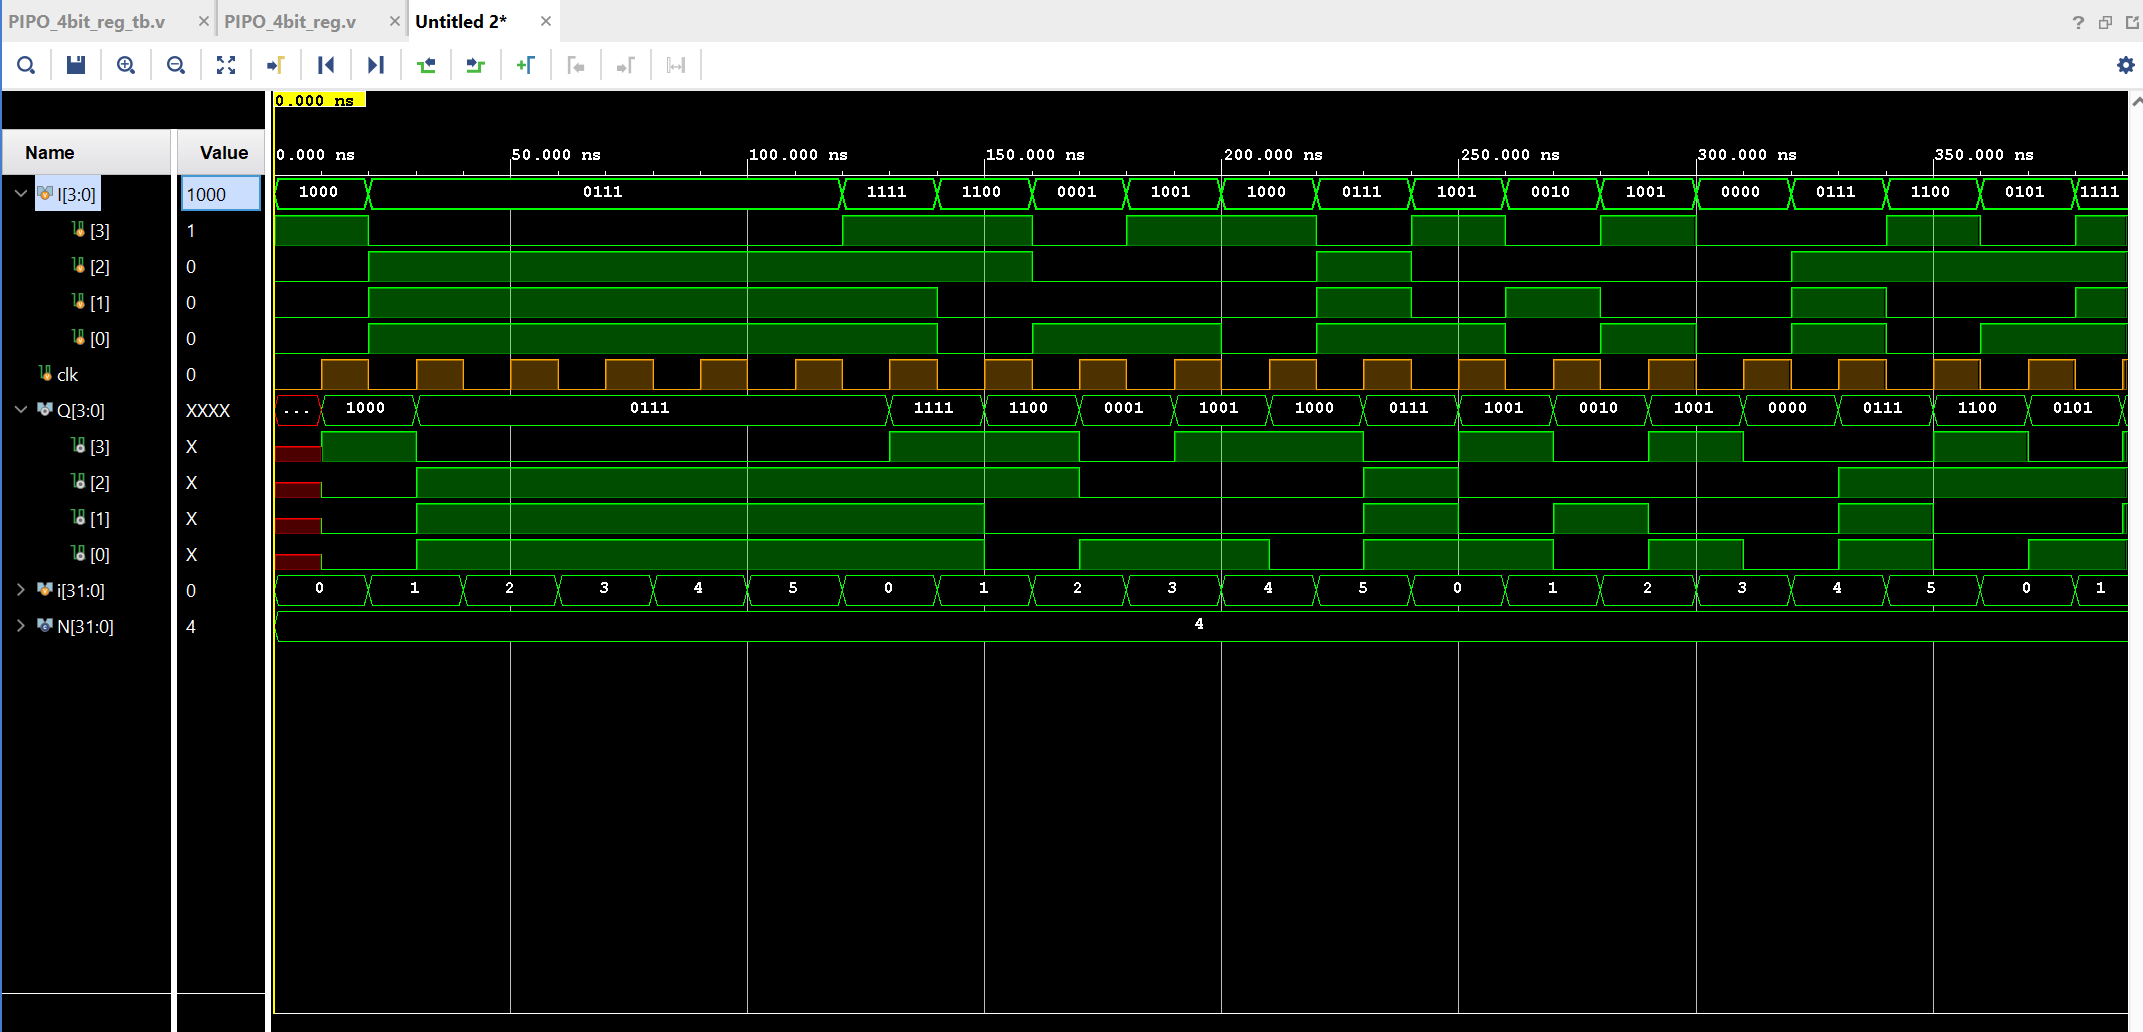 PIPO_4bit_reg_tb.v × PIPO_4bit_reg.v × Untitled 2* × ?
0.000 ns
Name Value 0.000 ns 50.000 ns 100.000 ns 150.000 ns 200.000 ns 250.000 ns 300.000 ns 350.000 ns
I[3:0] 1000 1000 0111 1111 1100 0001 1001 1000 0111 1001 0010 1001 0000 0111 1100 0101 1111
[3] 1
[2] 0
[1] 0
[0] 0
clk 0
Q[3:0] XXXX ... 1000 0111 1111 1100 0001 1001 1000 0111 1001 0010 1001 0000 0111 1100 0101
[3] X
[2] X
[1] X
[0] X
i[31:0] 0 0 1 2 3 4 5 0 1 2 3 4 5 0 1 2 3 4 5 0 1
N[31:0] 4 4